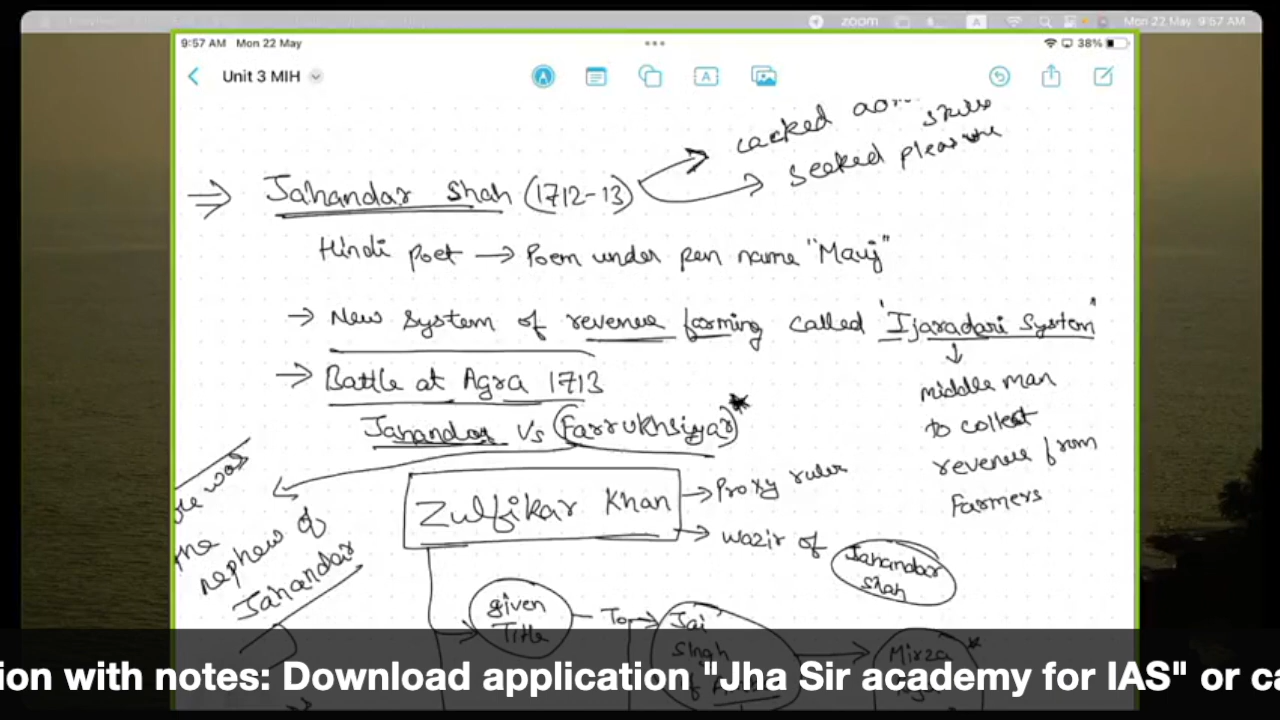 zoom
A
Mon 22 May 9:57 AM
9:57 AM Mon 22 May
38%
Unit 3 MIH
A
Lacked
skills
Seeked pleasure
⇒ Jahandar Shah (1712-13)
Hindi poet → Poem under pen name "Mauj"
→ New System of revenue farming called 'Ijaradari System"
→ Battle at Agra 1713
middle man
to collect
revenue from
Farmers
Jahandar Vs Farrukhsiyar*
was
the
nephew of
Jahandar
Zulfikar Khan
→ Proxy ruler
→ wazir of
Jahandar
Shah
given
Title
To
Jai
Singh
of
Mirza
ion with notes: Download application "Jha Sir academy for IAS" or ca